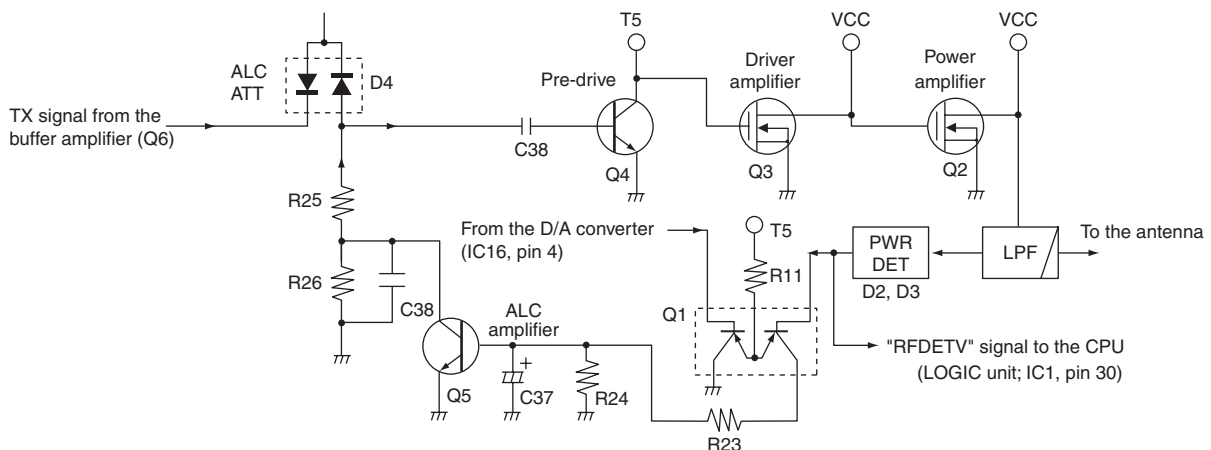 T5
VCC
VCC
ALC
ATT
D4
Pre-drive
Driver
amplifier
Power
amplifier
TX signal from the
buffer amplifier (Q6)
C38
Q4
Q3
Q2
R25
From the D/A converter
(IC16, pin 4)
T5
PWR
DET
LPF
To the antenna
R26
R11
D2, D3
C38
ALC
amplifier
Q1
"RFDETV" signal to the CPU
(LOGIC unit; IC1, pin 30)
+
Q5
C37
R24
R23